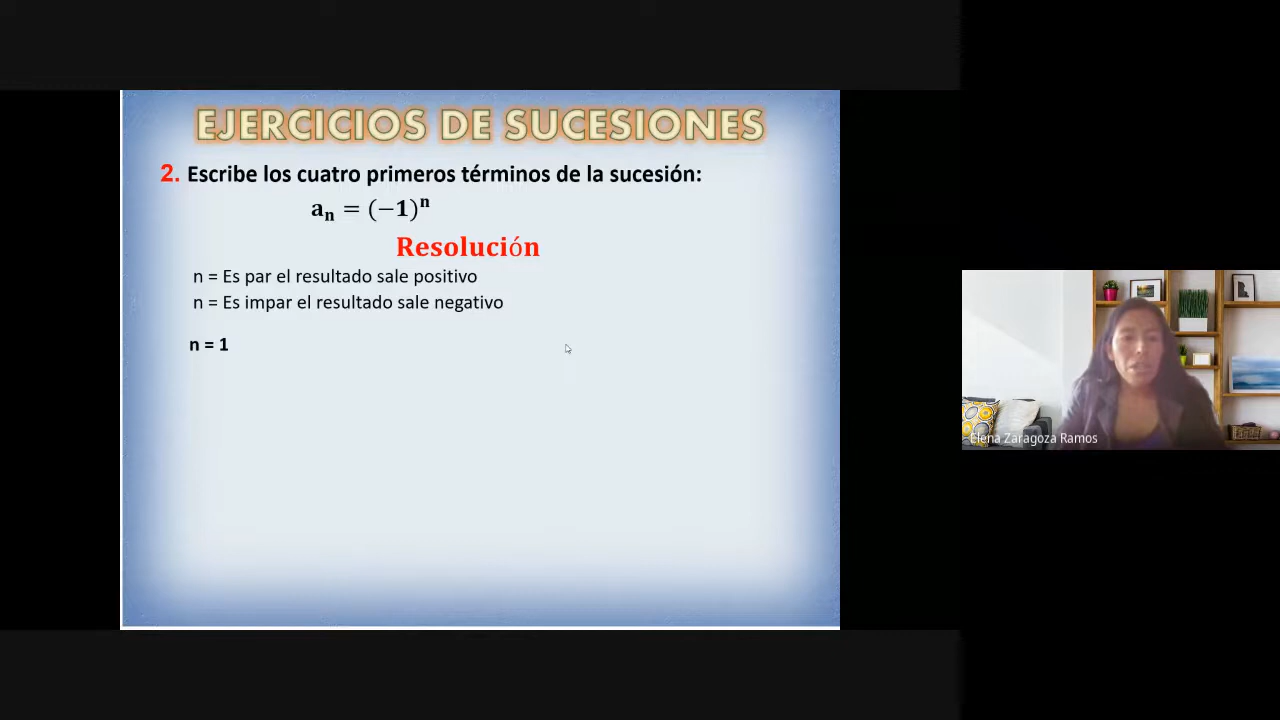 EJERCICIOS DE SUCESIONES
2. Escribe los cuatro primeros términos de la sucesión:
aₙ = (−1)ⁿ
Resolución
n = Es par el resultado sale positivo
n = Es impar el resultado sale negativo
n = 1
Elena Zaragoza Ramos